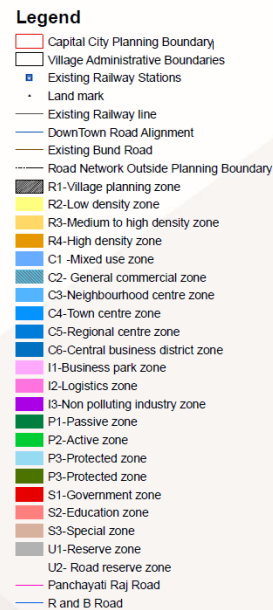 Legend
Capital City Planning Boundary
Village Administrative Boundaries
Existing Railway Stations
Land mark
Existing Railway line
DownTown Road Alignment
Existing Bund Road
Road Network Outside Planning Boundary
R1-Village planning zone
R2-Low density zone
R3-Medium to high density zone
R4-High density zone
C1 -Mixed use zone
C2- General commercial zone
C3-Neighbourhood centre zone
C4-Town centre zone
C5-Regional centre zone
C6-Central business district zone
I1-Business park zone
I2-Logistics zone
I3-Non polluting industry zone
P1-Passive zone
P2-Active zone
P3-Protected zone
P3-Protected zone
S1-Government zone
S2-Education zone
S3-Special zone
U1-Reserve zone
U2- Road reserve zone
Panchayati Raj Road
R and B Road